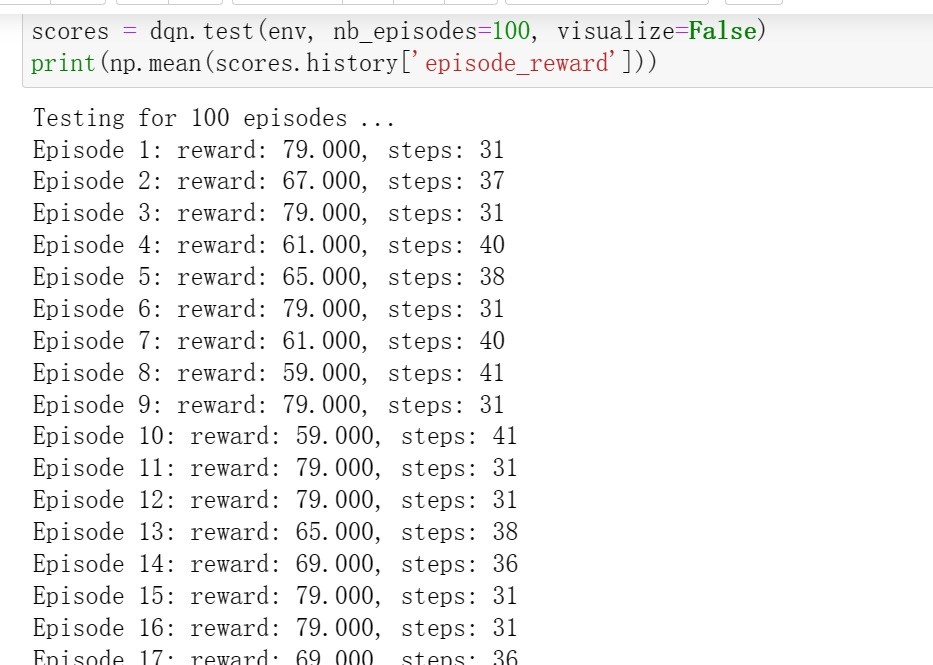 scores = dqn.test(env, nb_episodes=100, visualize=False)
print(np.mean(scores.history['episode_reward']))
Testing for 100 episodes ...
Episode 1: reward: 79.000, steps: 31
Episode 2: reward: 67.000, steps: 37
Episode 3: reward: 79.000, steps: 31
Episode 4: reward: 61.000, steps: 40
Episode 5: reward: 65.000, steps: 38
Episode 6: reward: 79.000, steps: 31
Episode 7: reward: 61.000, steps: 40
Episode 8: reward: 59.000, steps: 41
Episode 9: reward: 79.000, steps: 31
Episode 10: reward: 59.000, steps: 41
Episode 11: reward: 79.000, steps: 31
Episode 12: reward: 79.000, steps: 31
Episode 13: reward: 65.000, steps: 38
Episode 14: reward: 69.000, steps: 36
Episode 15: reward: 79.000, steps: 31
Episode 16: reward: 79.000, steps: 31
Episode 17: reward: 69.000, steps: 36